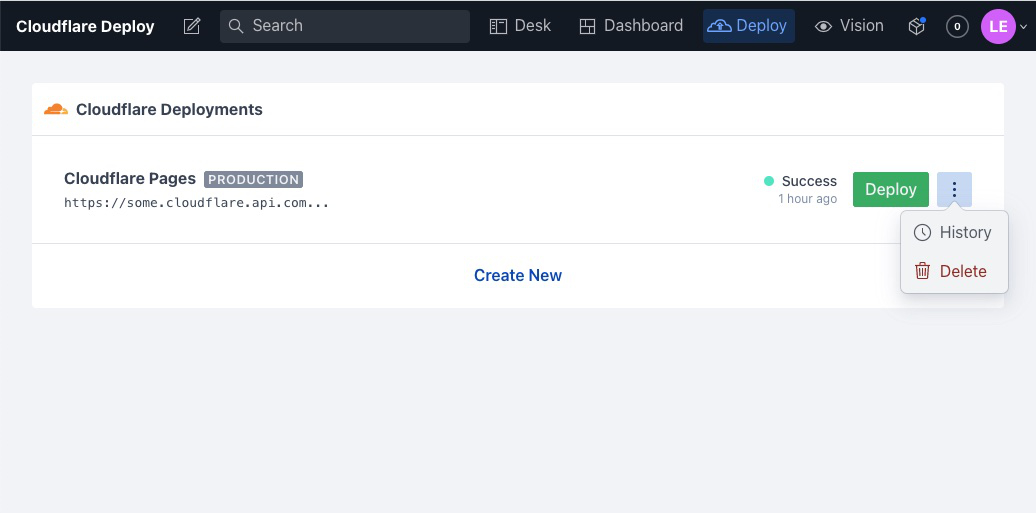 Cloudflare Deploy Search Desk Dashboard Deploy Vision 0 LE
Cloudflare Deployments
Cloudflare Pages PRODUCTION Success
https://some.cloudflare.api.com... 1 hour ago Deploy
History
Delete
Create New